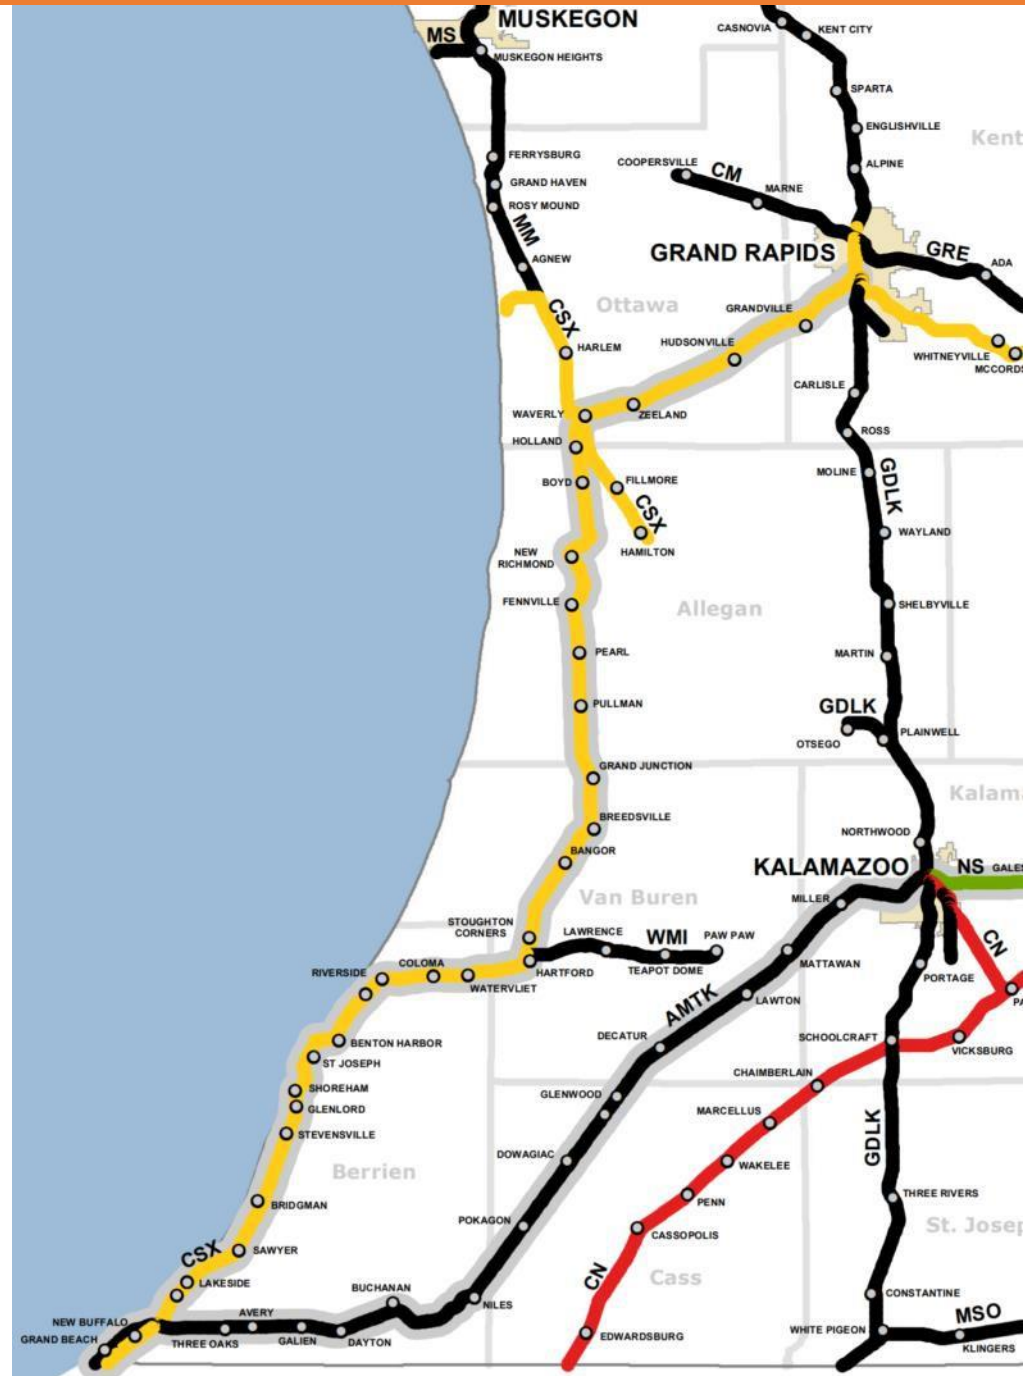 MUSKEGON
MS
MUSKEGON HEIGHTS
CASNOVIA
KENT CITY
SPARTA
ENGLISHVILLE
Kent
ALPINE
FERRYSBURG
GRAND HAVEN
ROSY MOUND
MM
AGNEW
COOPERSVILLE
CM
MARNE
GRAND RAPIDS
GRE
ADA
Ottawa
CSX
GRANDVILLE
HUDSONVILLE
HARLEM
WHITNEYVILLE
MCCORDS
CARLISLE
WAVERLY
ZEELAND
ROSS
HOLLAND
MOLINE
GDLK
BOYD
FILLMORE
CSX
HAMILTON
WAYLAND
NEW
RICHMOND
FENNVILLE
Allegan
SHELBYVILLE
PEARL
MARTIN
PULLMAN
GDLK
OTSEGO
PLAINWELL
GRAND JUNCTION
Kalama
BREEDSVILLE
NORTHWOOD
BANGOR
KALAMAZOO
NS
GALES
Van Buren
MILLER
STOUGHTON
CORNERS
LAWRENCE
WMI
PAW PAW
CN
HARTFORD
TEAPOT DOME
MATTAWAN
PORTAGE
RIVERSIDE
COLOMA
WATERVLIET
LAWTON
PA
AMTK
BENTON HARBOR
DECATUR
SCHOOLCRAFT
VICKSBURG
ST JOSEPH
CHAIMBERLAIN
SHOREHAM
GLENWOOD
GLENLORD
MARCELLUS
STEVENSVILLE
GDLK
DOWAGIAC
WAKELEE
Berrien
PENN
THREE RIVERS
BRIDGMAN
POKAGON
CASSOPOLIS
St. Josep
SAWYER
CSX
LAKESIDE
CN
Cass
BUCHANAN
NILES
CONSTANTINE
AVERY
NEW BUFFALO
GRAND BEACH
THREE OAKS
GALIEN
DAYTON
EDWARDSBURG
WHITE PIGEON
MSO
KLINGERS